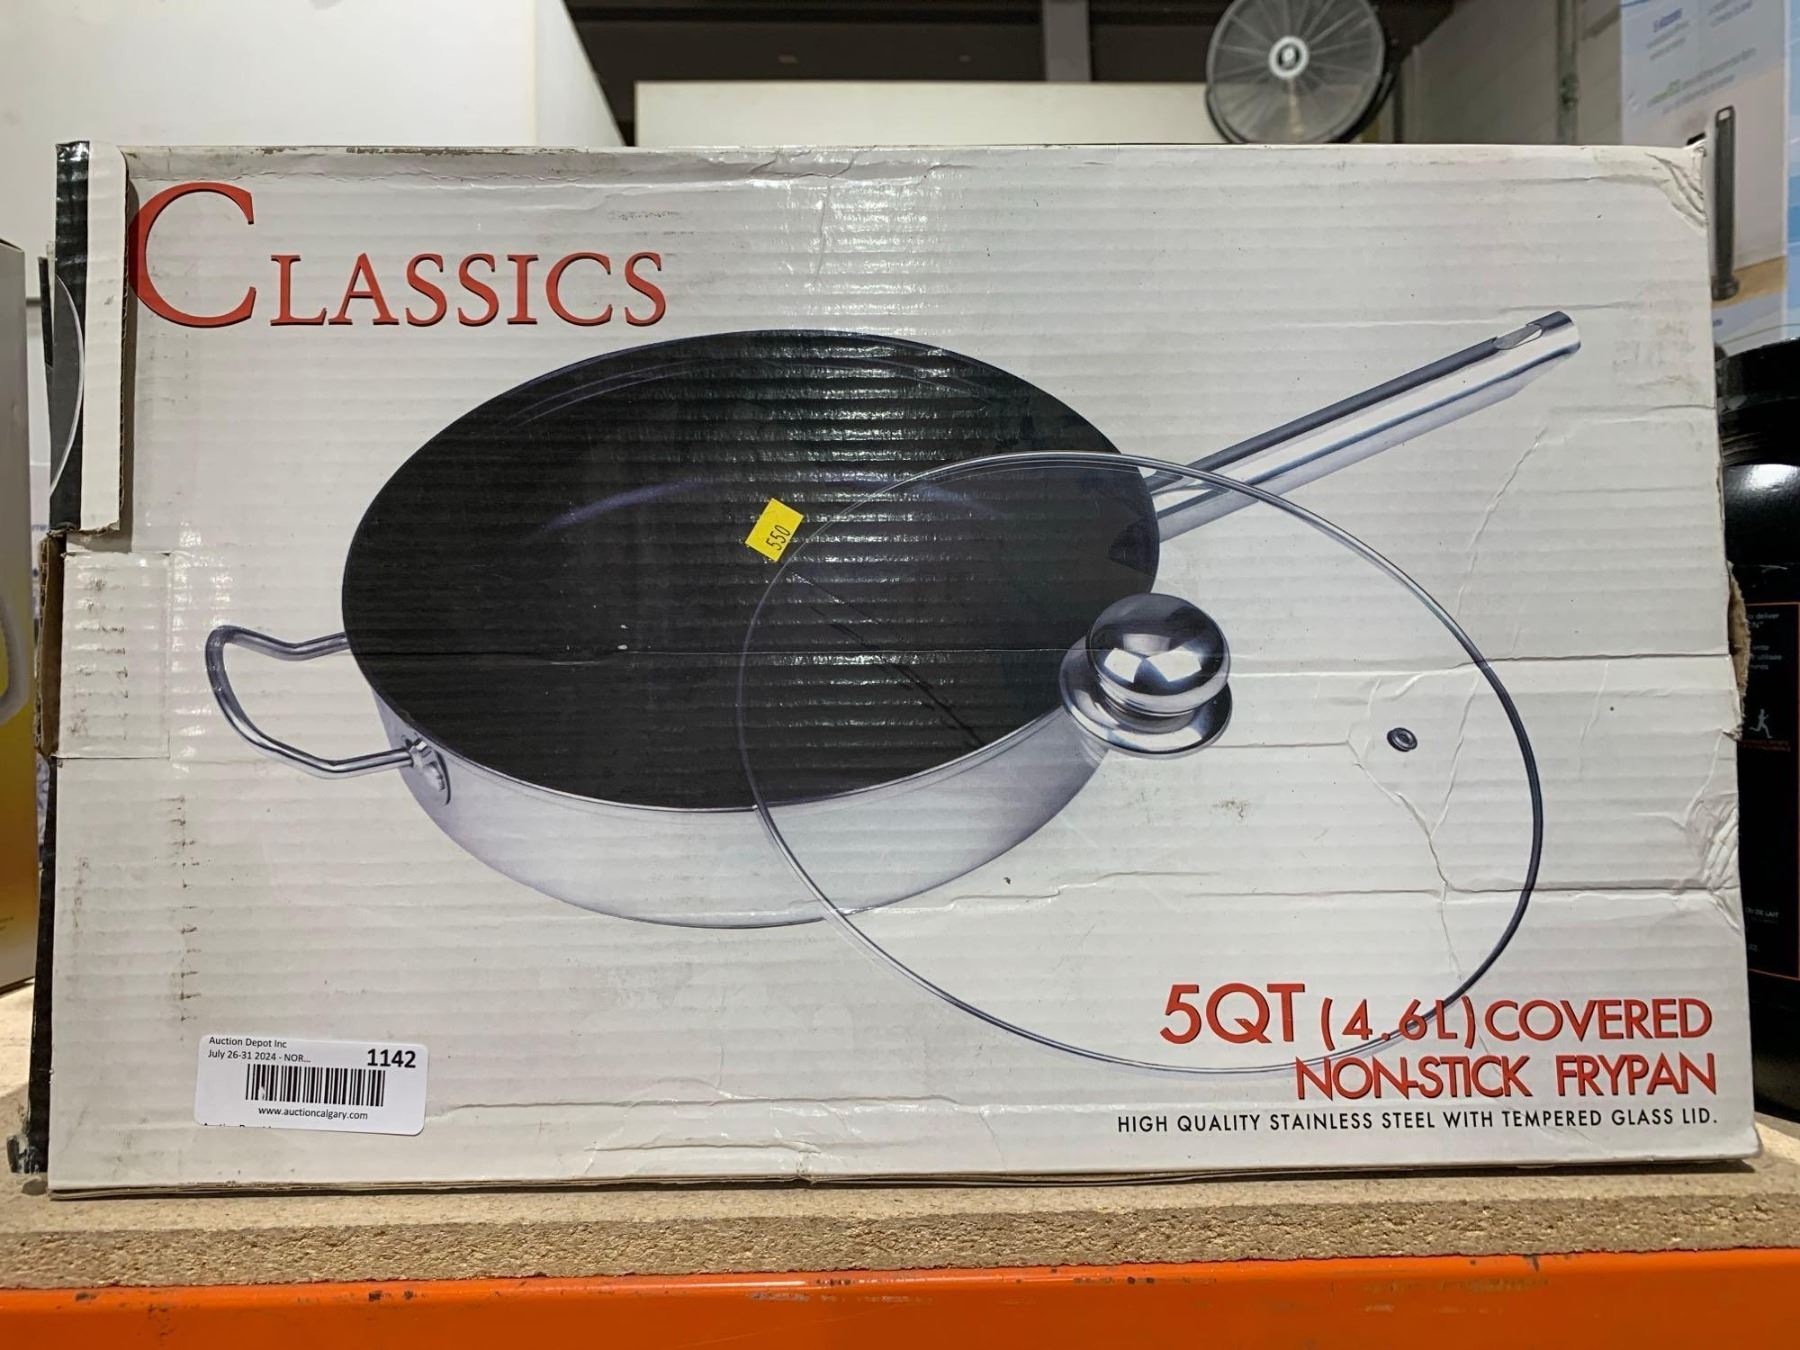 CLASSICS
550
5QT (4.6L) COVERED
NON-STICK FRYPAN
HIGH QUALITY STAINLESS STEEL WITH TEMPERED GLASS LID.
Auction Depot Inc
July 26-31 2024 - NOR...
1142
www.auctioncalgary.com